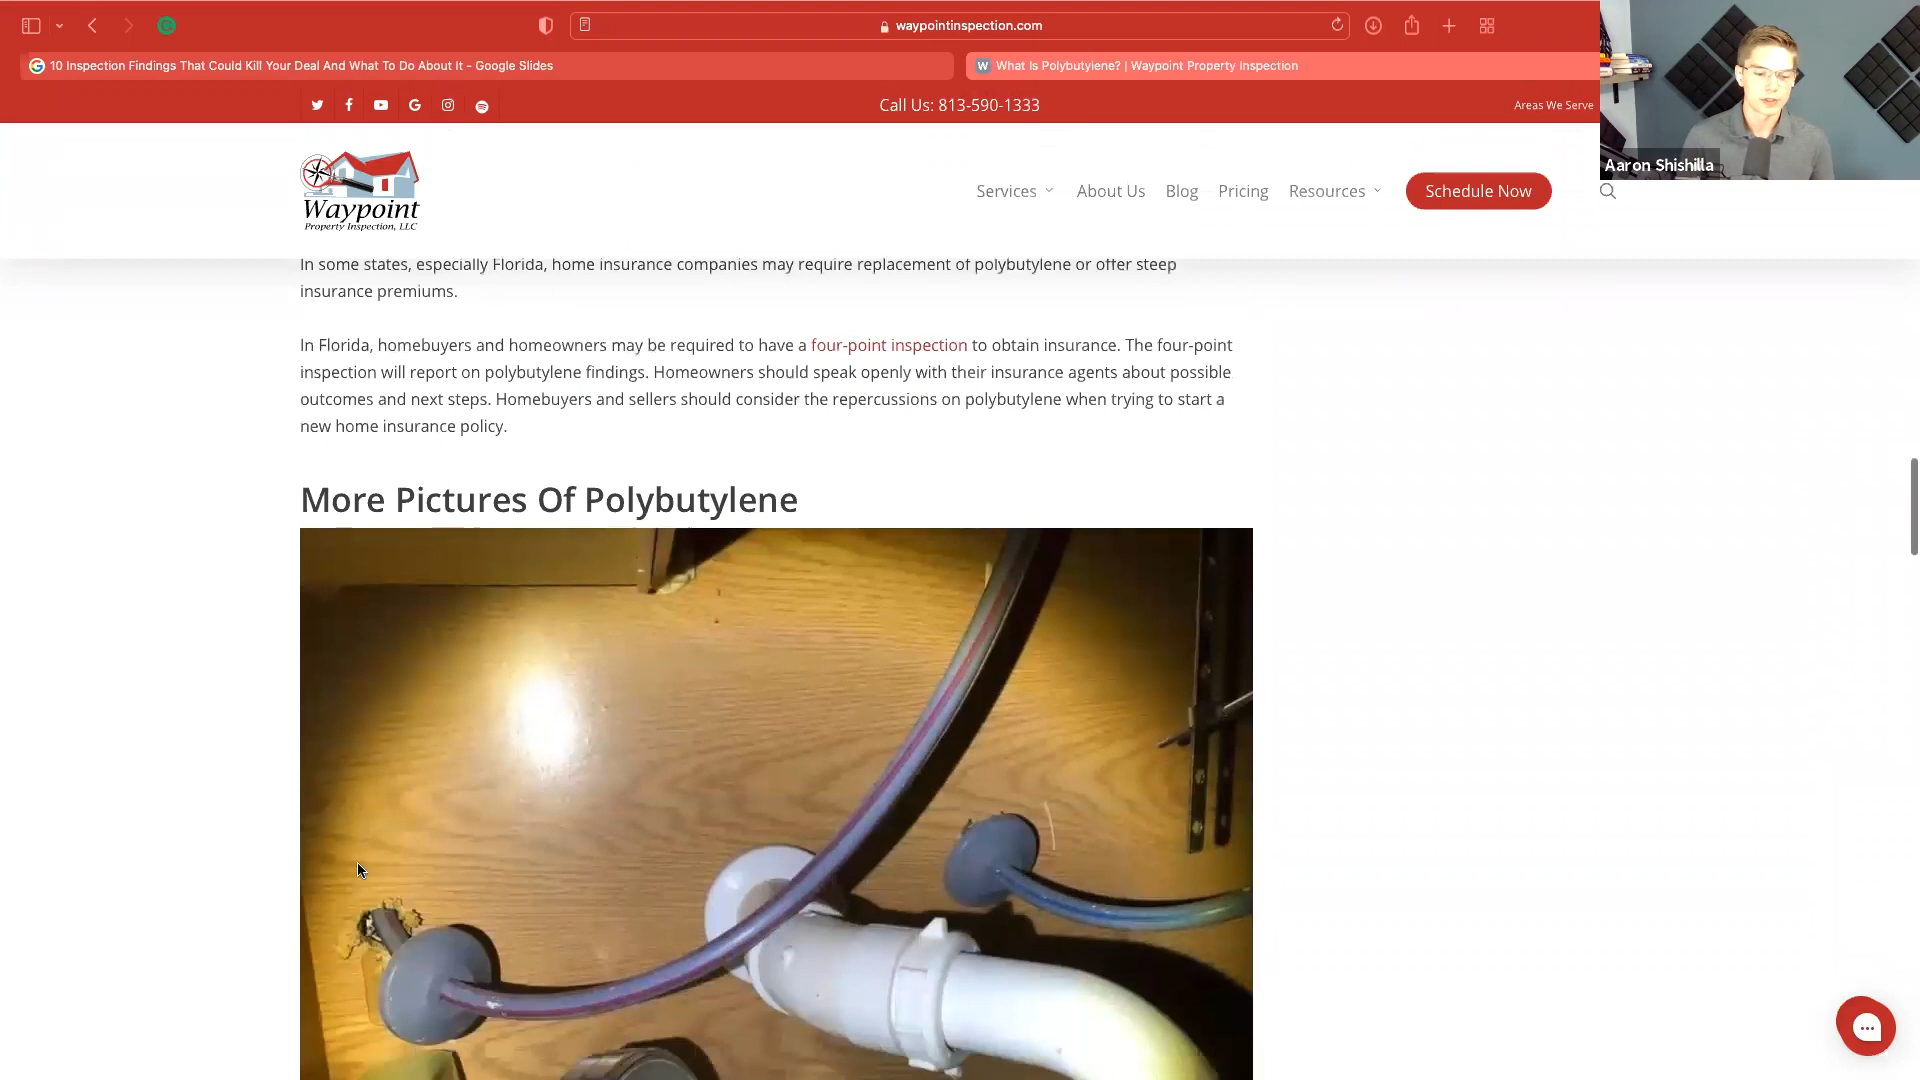 waypointinspection.com
10 Inspection Findings That Could Kill Your Deal And What To Do About It - Google Slides
W What Is Polybutylene? | Waypoint Property Inspection
Call Us: 813-590-1333
Areas We Serve
Aaron Shishilla
Waypoint
Property Inspection, LLC
Services
About Us
Blog
Pricing
Resources
Schedule Now
In some states, especially Florida, home insurance companies may require replacement of polybutylene or offer steep
insurance premiums.
In Florida, homebuyers and homeowners may be required to have a four-point inspection to obtain insurance. The four-point
inspection will report on polybutylene findings. Homeowners should speak openly with their insurance agents about possible
outcomes and next steps. Homebuyers and sellers should consider the repercussions on polybutylene when trying to start a
new home insurance policy.
More Pictures Of Polybutylene